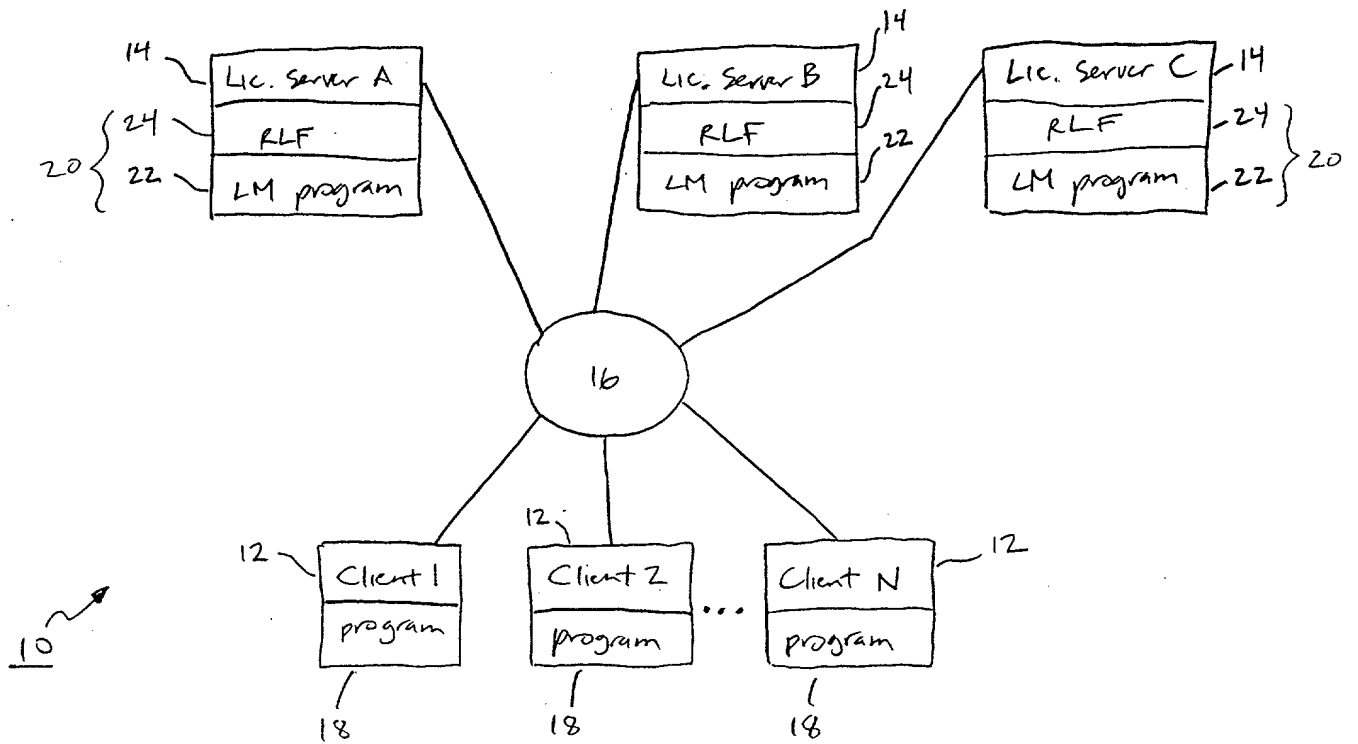 14 Lic. Server A
24 RLF
20 { 22 LM program
Lic. Server B 14
RLF 24
LM program 22
Lic. Server C 14
RLF 24
LM program 22 } 20
16
12 Client 1
program
18
12 Client 2
program
18
...
Client N 12
program
18
10